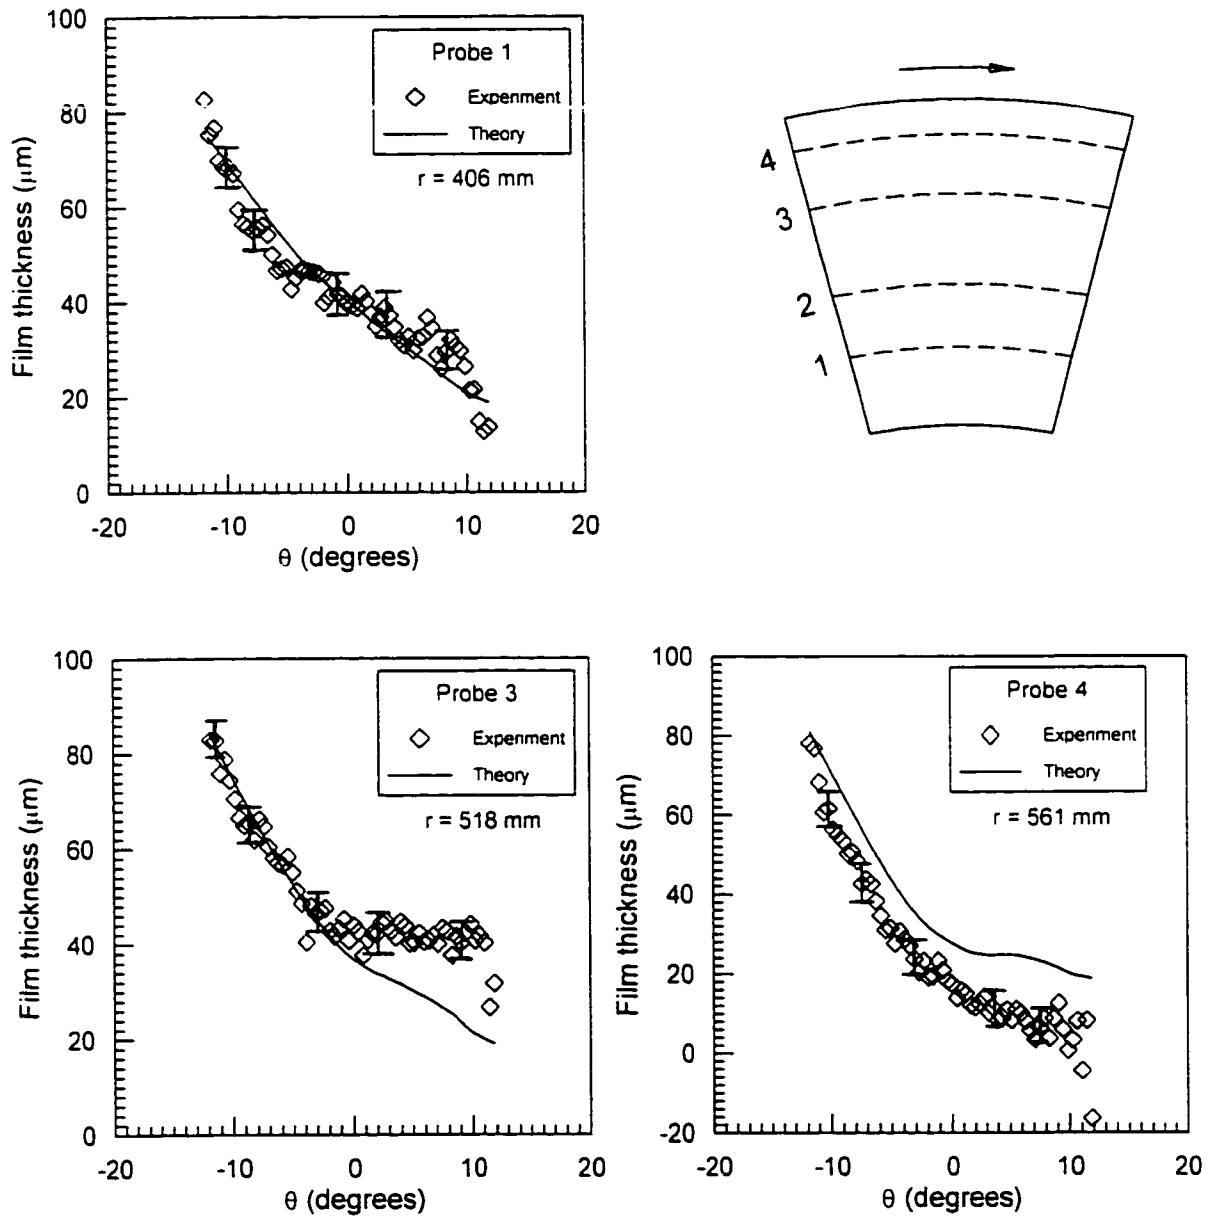 100
80
60
40
20
0
-20
-10
0
10
20
Film thickness (μm)
θ (degrees)
Probe 1
Experiment
Theory
r = 406 mm
4
3
2
1
100
80
60
40
20
0
-20
-10
0
10
20
Film thickness (μm)
θ (degrees)
Probe 3
Experiment
Theory
r = 518 mm
100
80
60
40
20
0
-20
-20
-10
0
10
20
Film thickness (μm)
θ (degrees)
Probe 4
Experiment
Theory
r = 561 mm